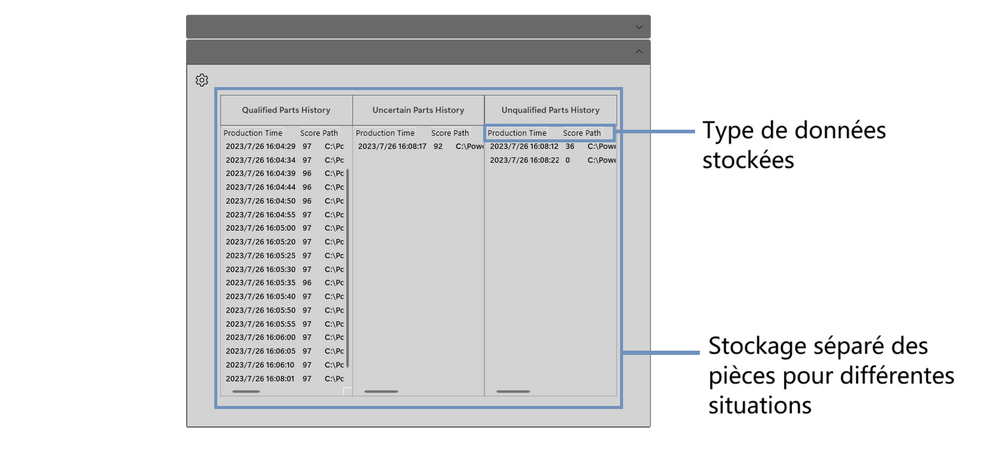 Qualified Parts History Uncertain Parts History Unqualified Parts History
Production Time Score Path Production Time Score Path Production Time Score Path
2023/7/26 16:04:29 97 C:\Pc 2023/7/26 16:08:17 92 C:\Powe 2023/7/26 16:08:12 36 C:\Powe
2023/7/26 16:04:34 97 C:\Pc 2023/7/26 16:08:22 0 C:\Powe
2023/7/26 16:04:39 96 C:\Pc
2023/7/26 16:04:44 96 C:\Pc
2023/7/26 16:04:50 96 C:\Pc
2023/7/26 16:04:55 97 C:\Pc
2023/7/26 16:05:00 97 C:\Pc
2023/7/26 16:05:20 97 C:\Pc
2023/7/26 16:05:25 97 C:\Pc
2023/7/26 16:05:30 97 C:\Pc
2023/7/26 16:05:35 96 C:\Pc
2023/7/26 16:05:40 97 C:\Pc
2023/7/26 16:05:50 97 C:\Pc
2023/7/26 16:05:55 97 C:\Pc
2023/7/26 16:06:00 97 C:\Pc
2023/7/26 16:06:05 97 C:\Pc
2023/7/26 16:06:10 97 C:\Pc
2023/7/26 16:08:01 97 C:\Pc
Type de données
stockées
Stockage séparé des
pièces pour différentes
situations